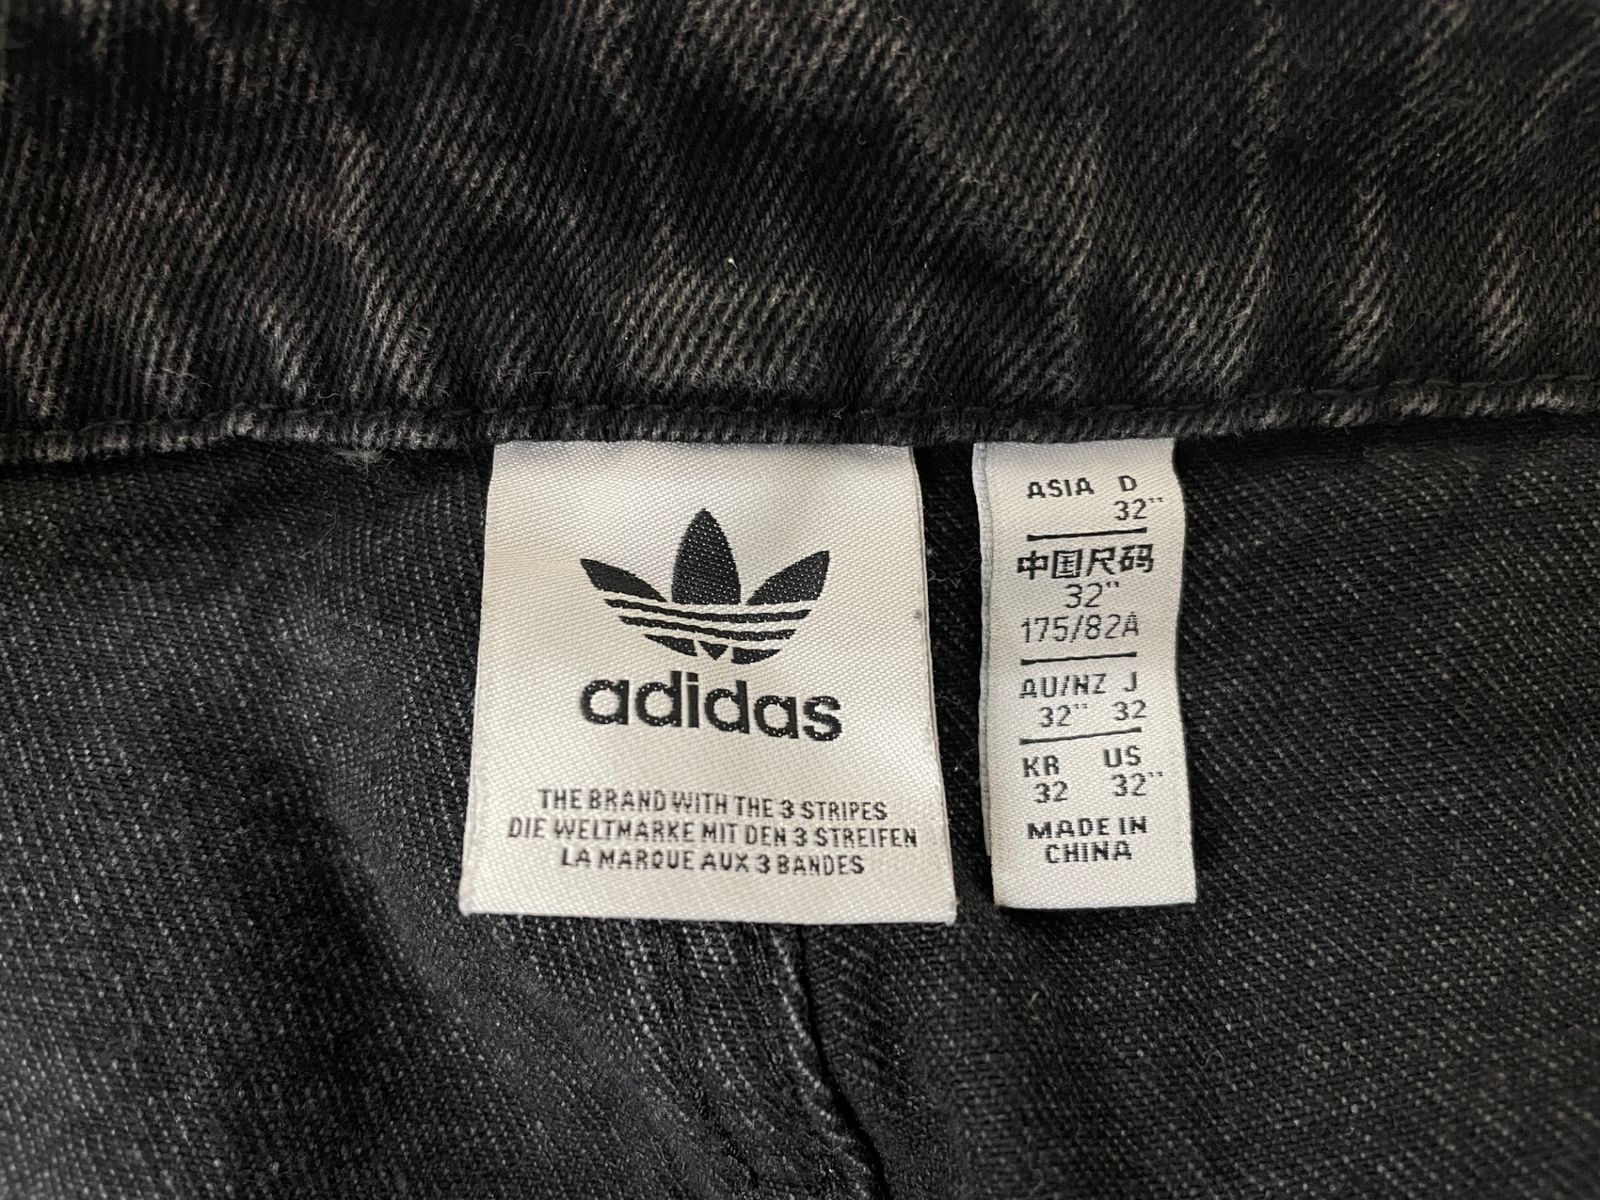 adidas
THE BRAND WITH THE 3 STRIPES
DIE WELTMARKE MIT DEN 3 STREIFEN
LA MARQUE AUX 3 BANDES
ASIA D
32"
中国尺码
32"
175/82A
AU/NZ J
32" 32
KR US
32 32"
MADE IN
CHINA